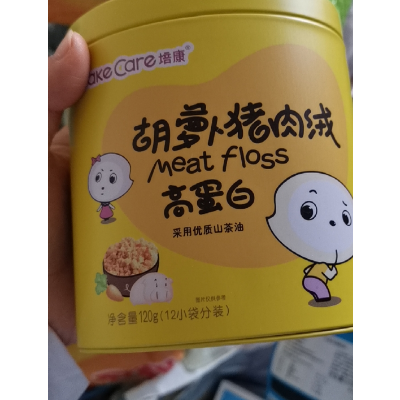 ake Care® 培康
胡萝卜猪肉绒
Meat floss
高蛋白
采用优质山茶油
净含量120g(12小袋分装)